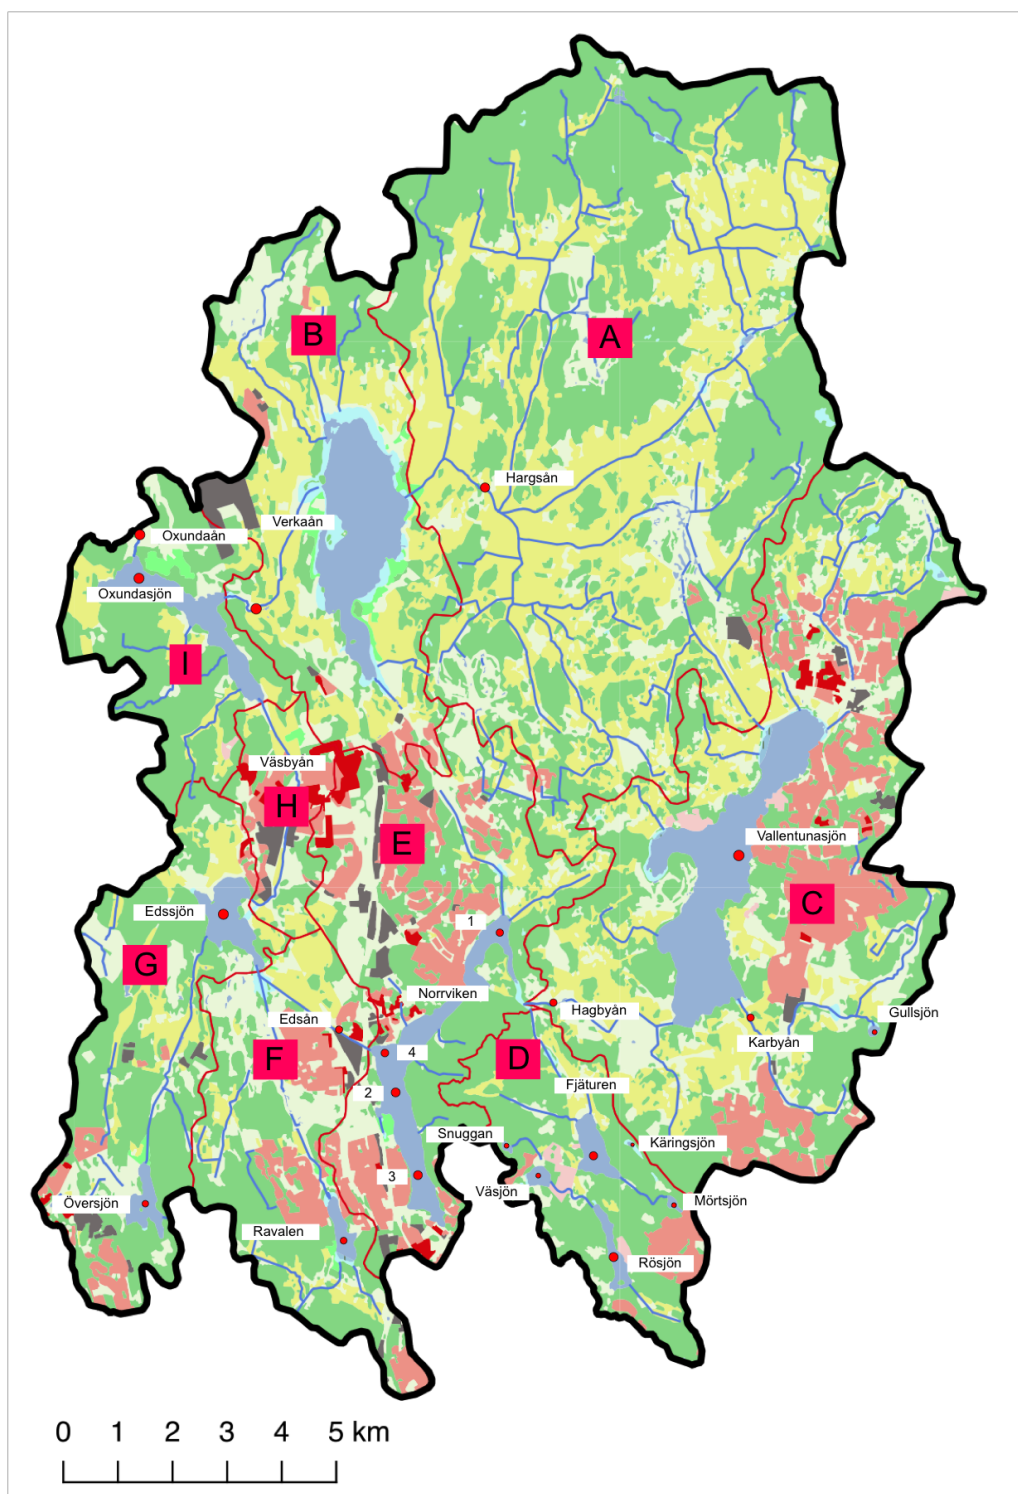 B
A
Hargsån
Verkaån
Oxundaån
Oxundasjön
I
Väsbyån
H
E
Vallentunasjön
C
Edssjön
1
G
Norrviken
Hagbyån
Gullsjön
Edsån
Karbyån
4
F
D
2
Fjäturen
Snuggan
Käringsjön
3
Väsjön
Mörtsjön
Översjön
Ravalen
Rösjön
0 1 2 3 4 5 km